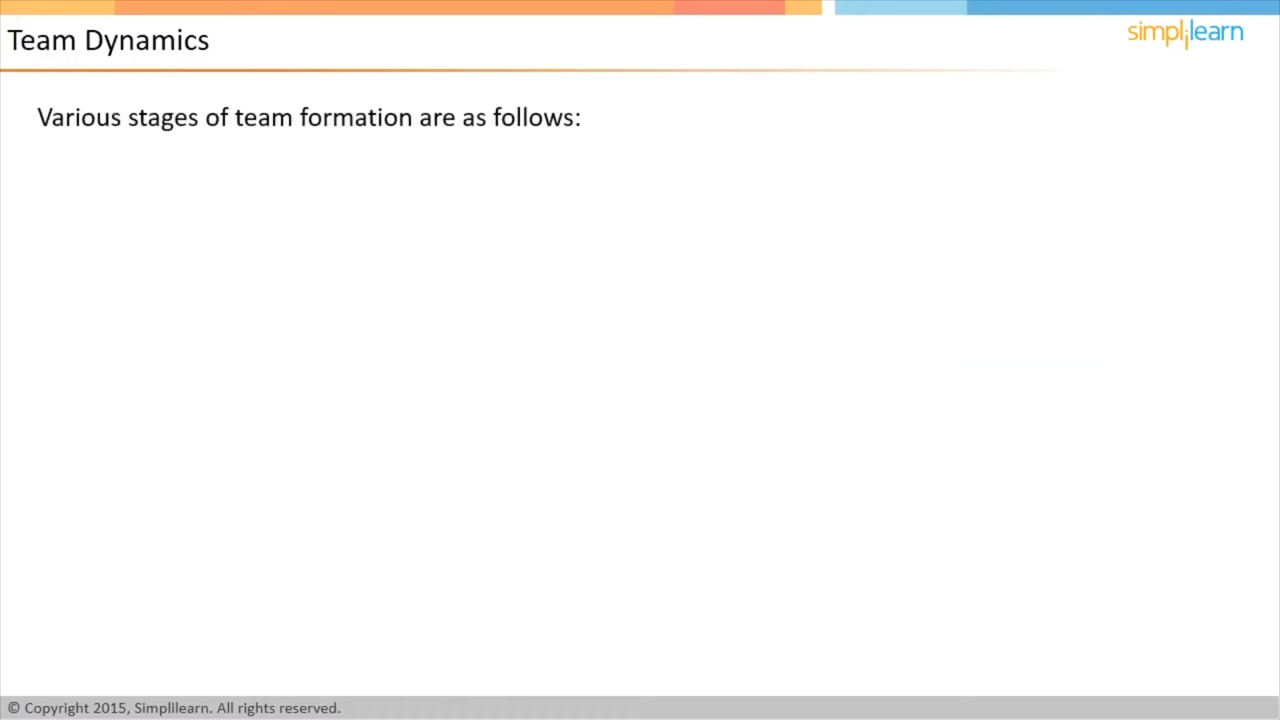 Team Dynamics
simplilearn
Various stages of team formation are as follows:
© Copyright 2015, Simplilearn. All rights reserved.